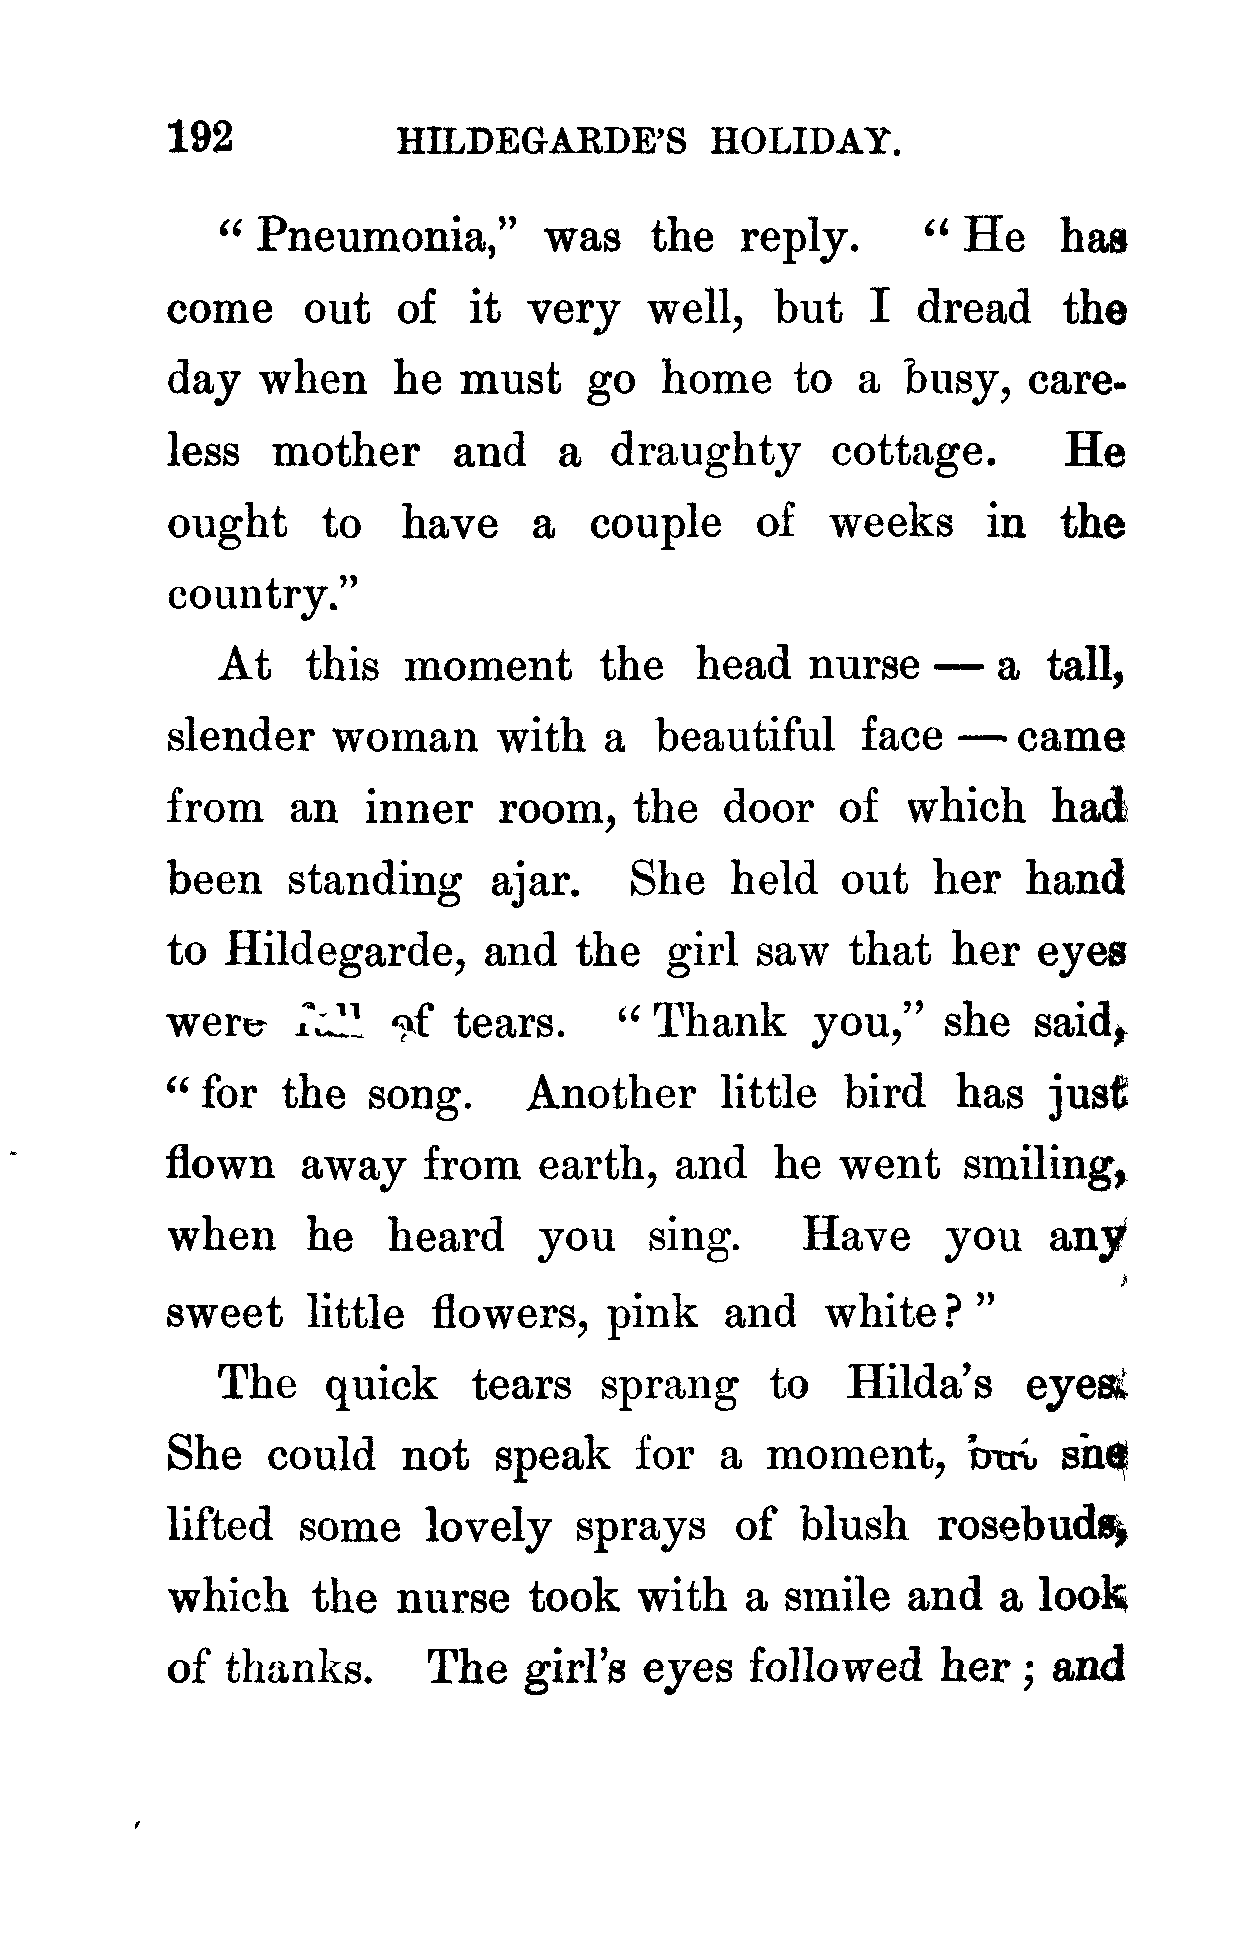 192 HILDEGARDE'S HOLIDAY.
“ Pneumonia,” was the reply. “ He has
come out of it very well, but I dread the
day when he must go home to a busy, care-
less mother and a draughty cottage. He
ought to have a couple of weeks in the
country.”
At this moment the head nurse — a tall,
slender woman with a beautiful face — came
from an inner room, the door of which had
been standing ajar. She held out her hand
to Hildegarde, and the girl saw that her eyes
were full of tears. “ Thank you,” she said,
“ for the song. Another little bird has just
flown away from earth, and he went smiling,
when he heard you sing. Have you any
sweet little flowers, pink and white ? ”
The quick tears sprang to Hilda's eyes.
She could not speak for a moment, but she
lifted some lovely sprays of blush rosebuds,
which the nurse took with a smile and a look
of thanks. The girl's eyes followed her ; and